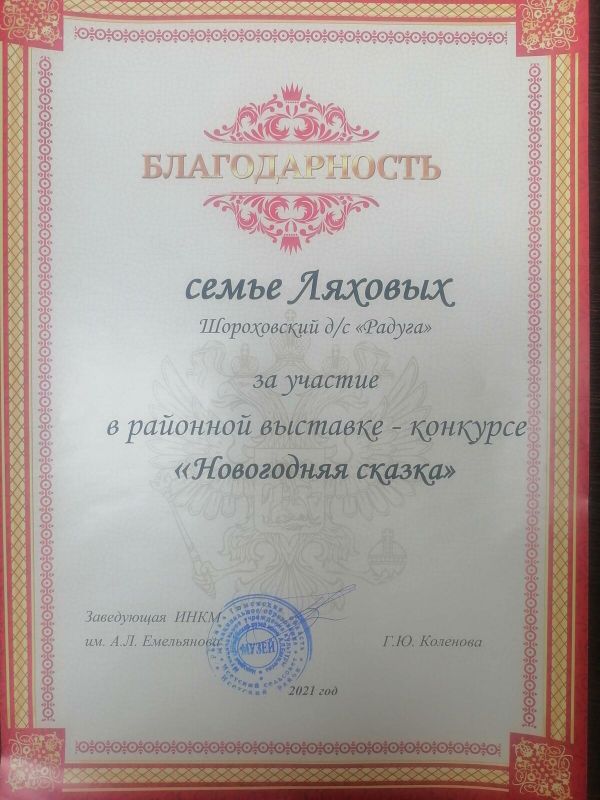 БЛАГОДАРНОСТЬ
семье Ляховых
Шороховский д/с «Радуга»
за участие
в районной выставке - конкурсе
«Новогодняя сказка»
Заведующая ИНКМ
им. А.Л. Емельянова
Г.Ю. Коленова
МУЗЕЙ
2021 год